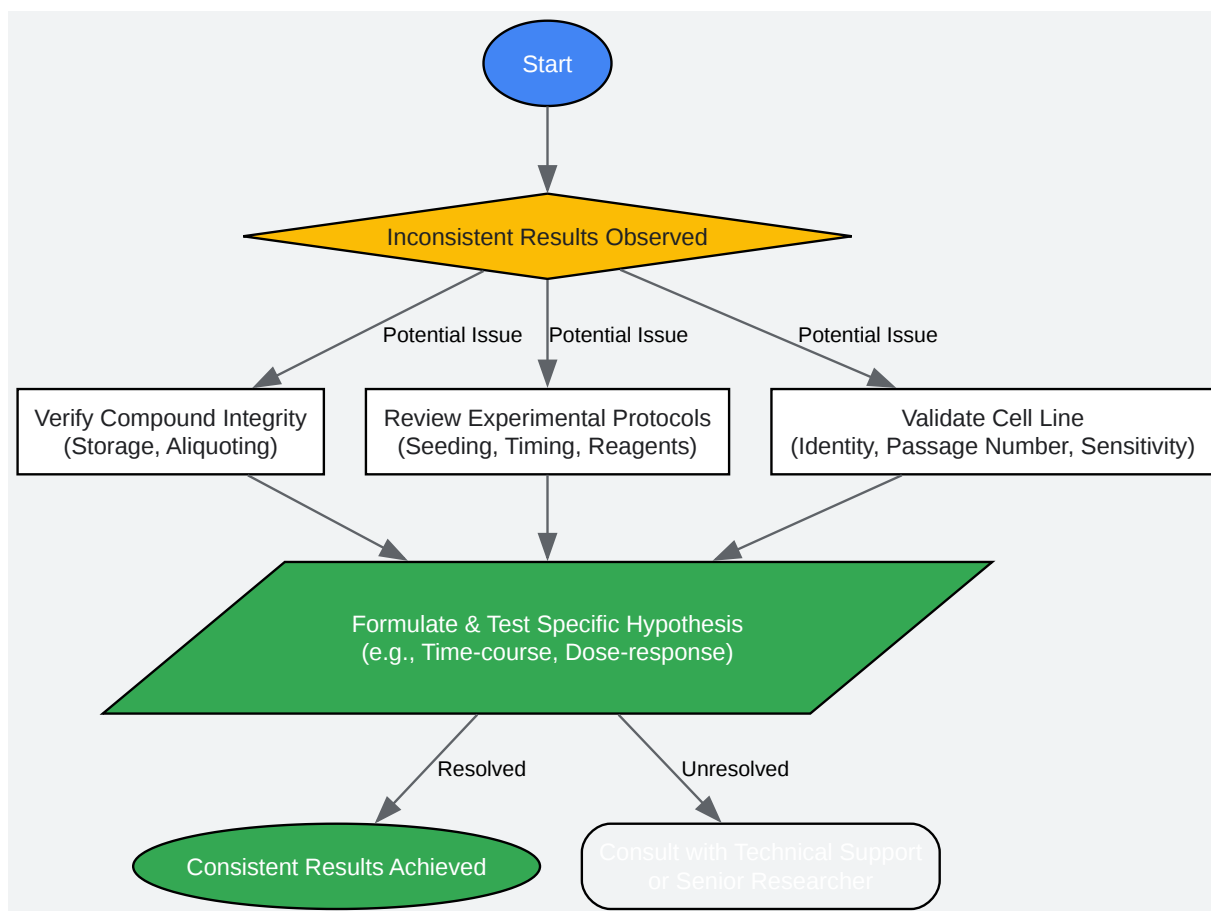 Start
Inconsistent Results Observed
Potential Issue
Potential Issue
Potential Issue
Verify Compound Integrity
(Storage, Aliquoting)
Review Experimental Protocols
(Seeding, Timing, Reagents)
Validate Cell Line
(Identity, Passage Number, Sensitivity)
Formulate & Test Specific Hypothesis
(e.g., Time-course, Dose-response)
Resolved
Unresolved
Consistent Results Achieved
Consult with Technical Support
or Senior Researcher